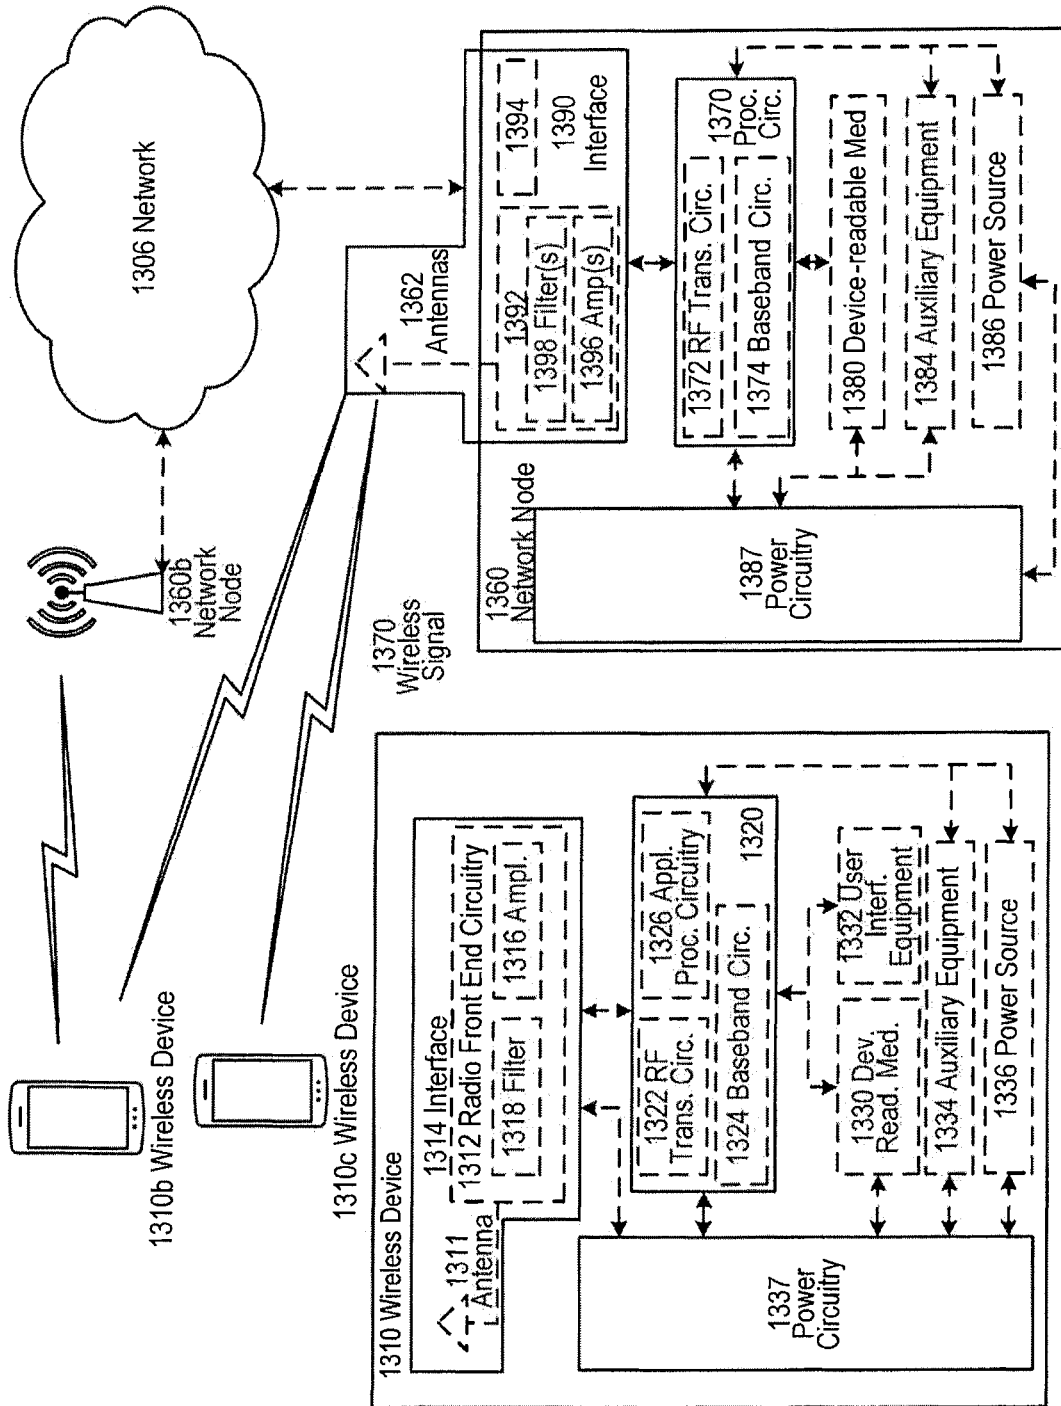 1306 Network
1360b
Network
Node
1310b Wireless Device
1310c Wireless Device
1370
Wireless
Signal
1362
Antennas
1360
Network Node
1394
1390
Interface
1392
1398 Filter(s)
1396 Amp(s)
1370
Proc.
Circ.
1372 RF Trans. Circ.
1374 Baseband Circ.
1380 Device-readable Med
1384 Auxiliary Equipment
1386 Power Source
1387
Power
Circuitry
1310 Wireless Device
1314 Interface
1312 Radio Front End Circuitry
1318 Filter
1316 Ampl.
1311
Antenna
1320
1322 RF
Trans. Circ.
1326 Appl.
Proc. Circuitry
1324 Baseband Circ.
1330 Dev.
Read. Med.
1332 User
Interf.
Equipment
1334 Auxiliary Equipment
1336 Power Source
1337
Power
Circuitry